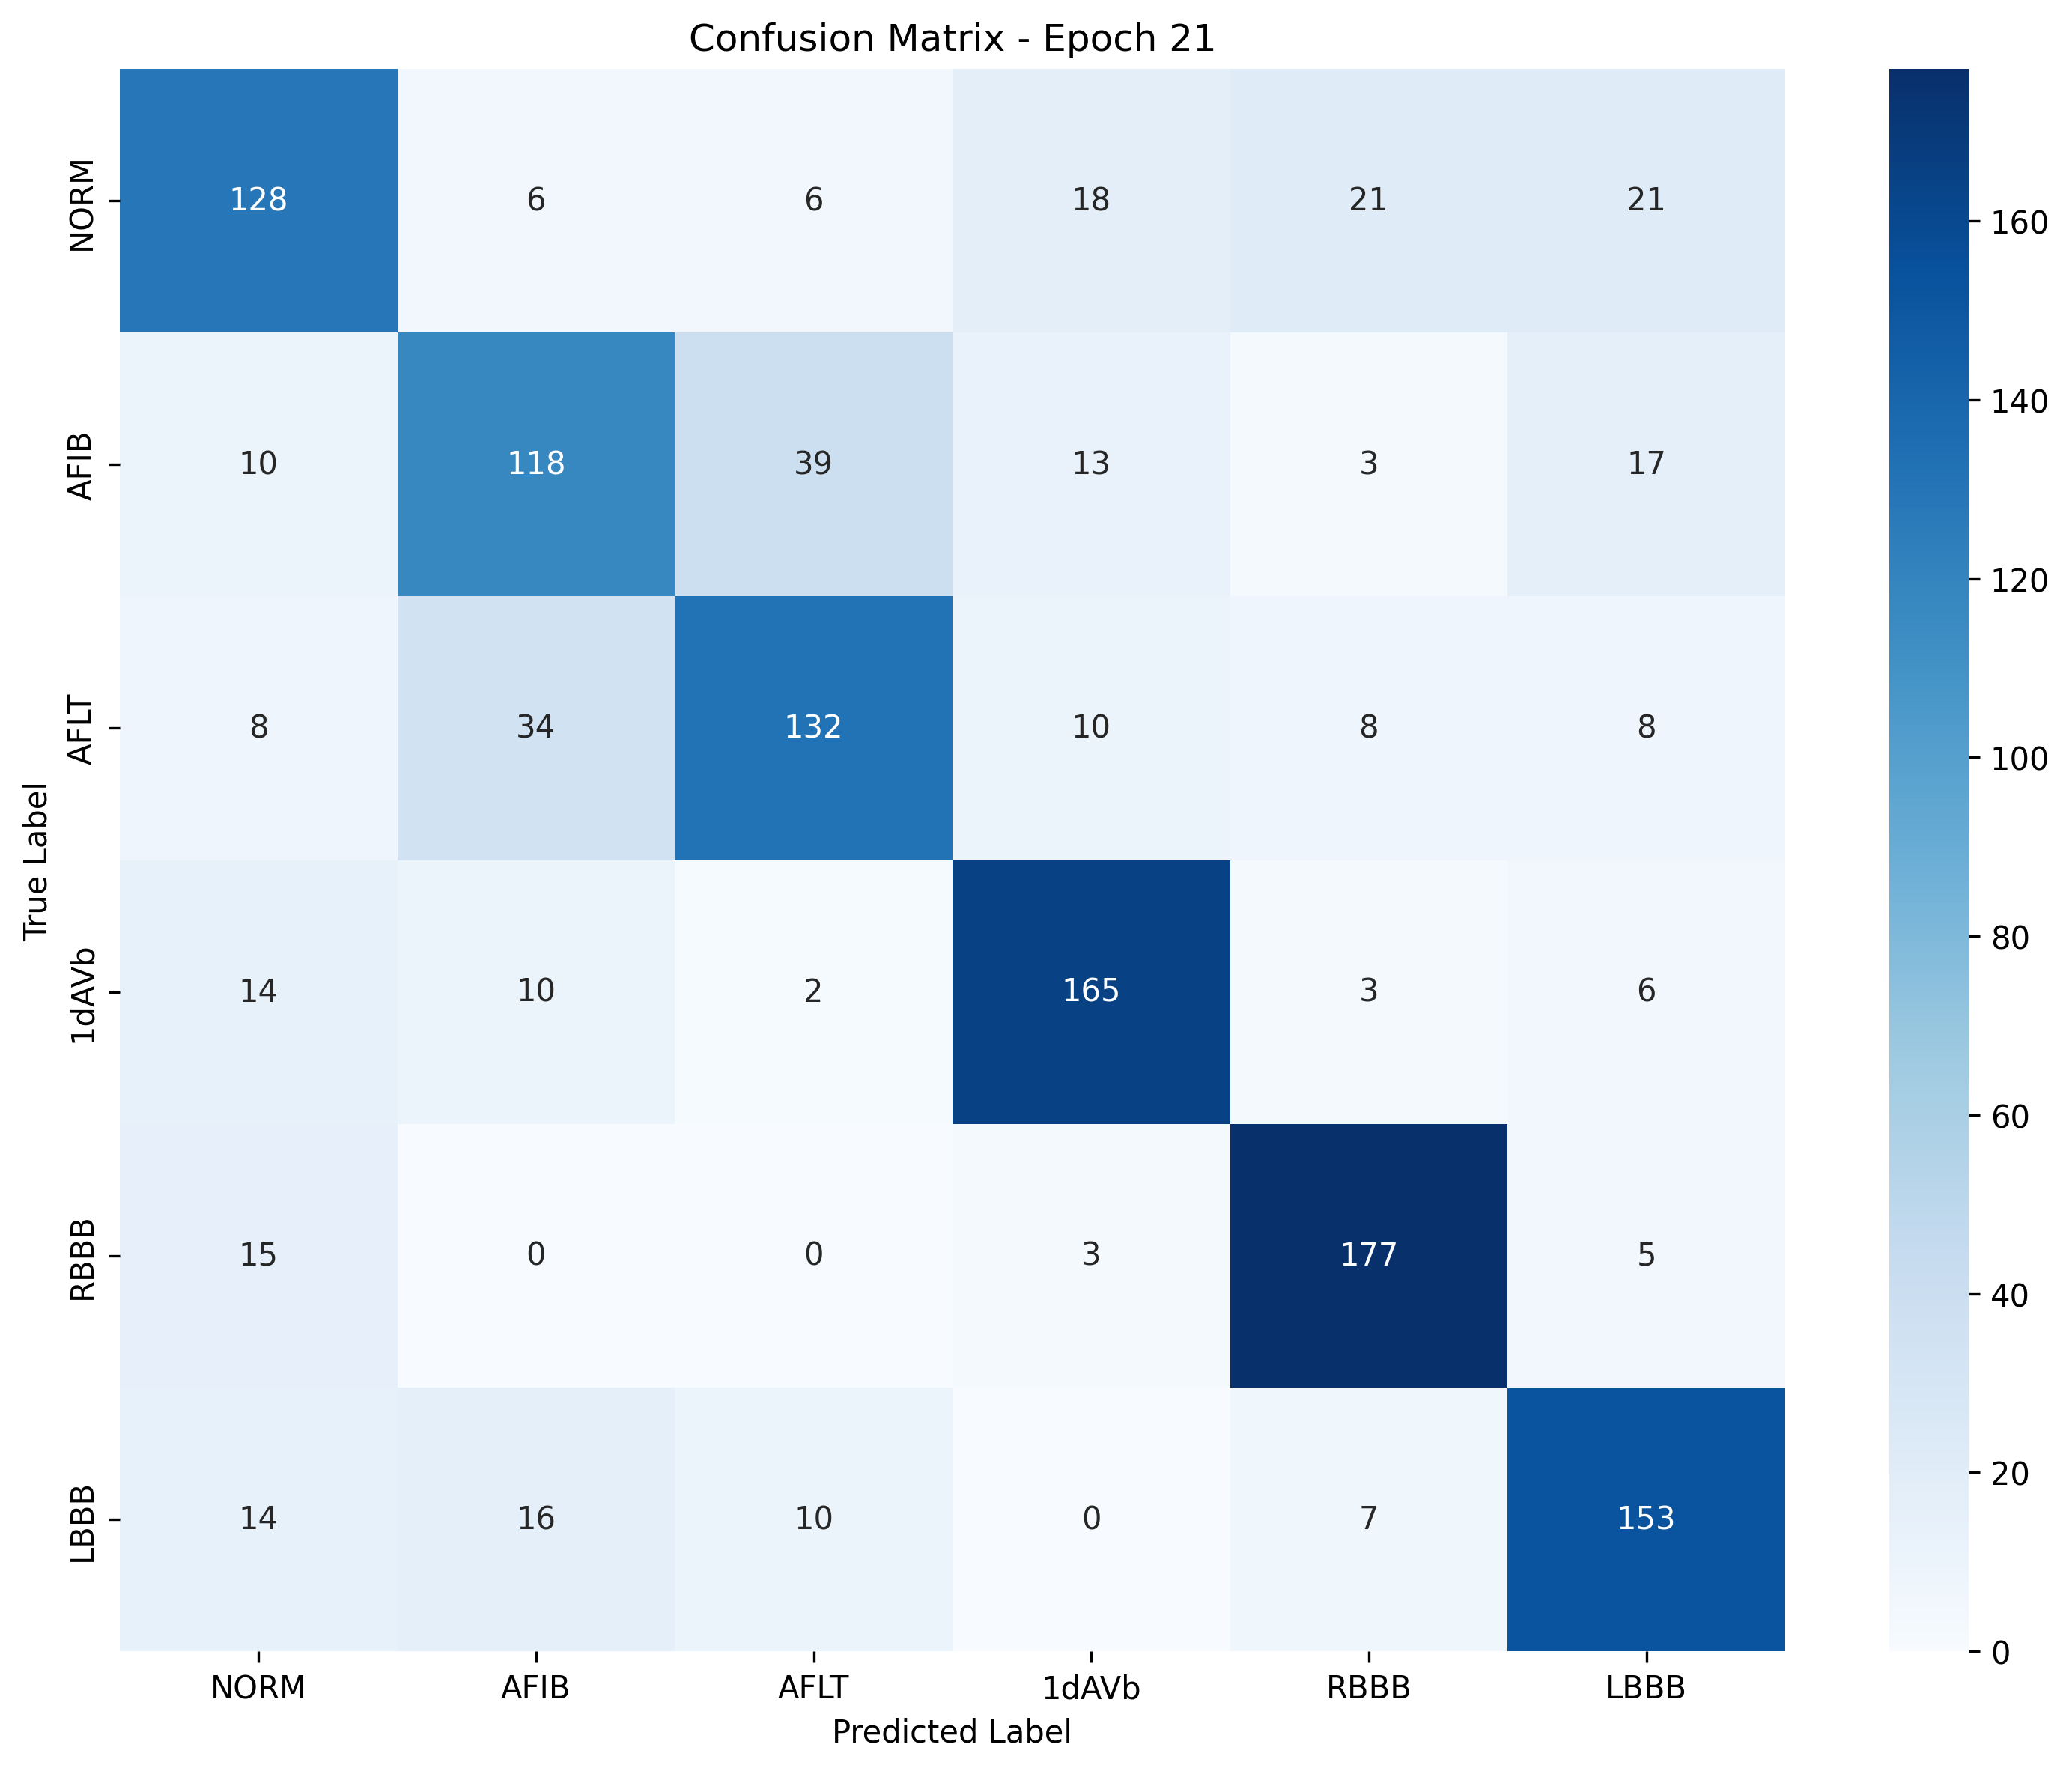 Confusion Matrix - Epoch 21
True Label
NORM 128 6 6 18 21 21
AFIB 10 118 39 13 3 17
AFLT 8 34 132 10 8 8
1dAVb 14 10 2 165 3 6
RBBB 15 0 0 3 177 5
LBBB 14 16 10 0 7 153
NORM AFIB AFLT 1dAVb RBBB LBBB
Predicted Label
160
140
120
100
80
60
40
20
0